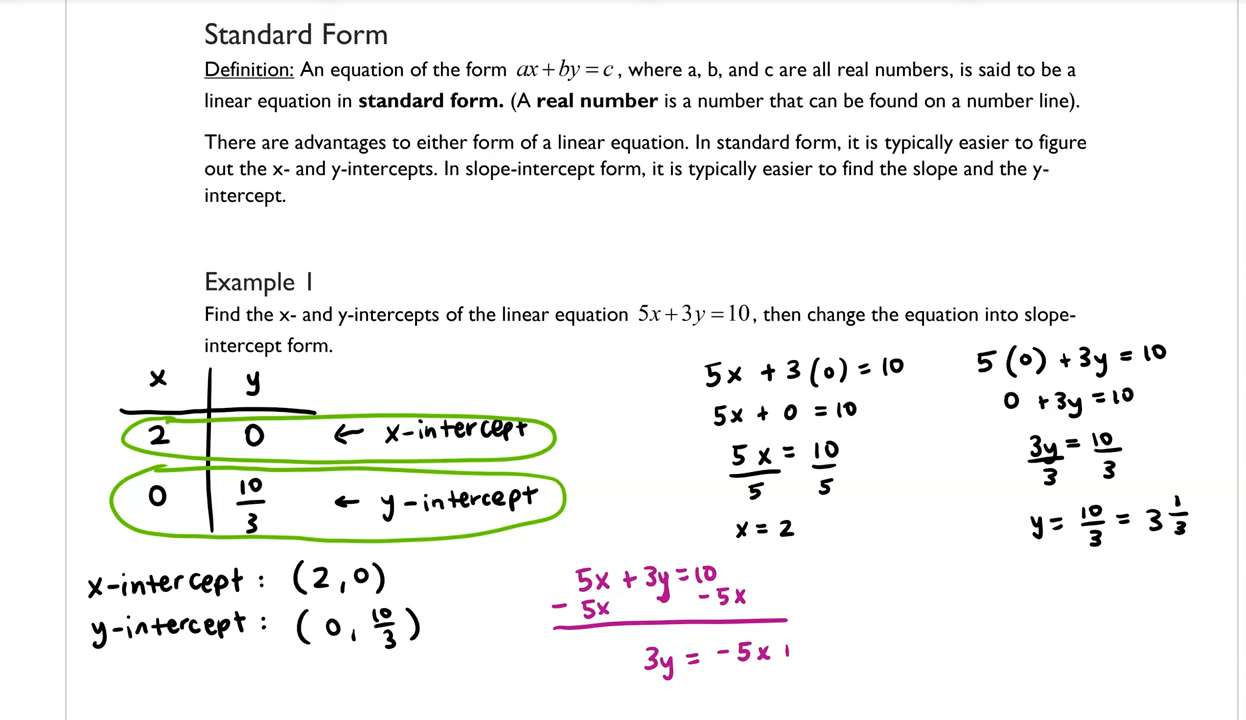 Standard Form
Definition: An equation of the form ax + by = c, where a, b, and c are all real numbers, is said to be a
linear equation in standard form. (A real number is a number that can be found on a number line).
There are advantages to either form of a linear equation. In standard form, it is typically easier to figure
out the x- and y-intercepts. In slope-intercept form, it is typically easier to find the slope and the y-
intercept.
Example 1
Find the x- and y-intercepts of the linear equation 5x + 3y = 10, then change the equation into slope-
intercept form.
x y
2 0 ← x-intercept
0 10/3 ← y-intercept
x-intercept : (2, 0)
y-intercept : (0, 10/3)
5x + 3(0) = 10
5x + 0 = 10
5x/5 = 10/5
x = 2
5(0) + 3y = 10
0 + 3y = 10
3y/3 = 10/3
y = 10/3 = 3 1/3
5x + 3y = 10
- 5x - 5x
3y = - 5x